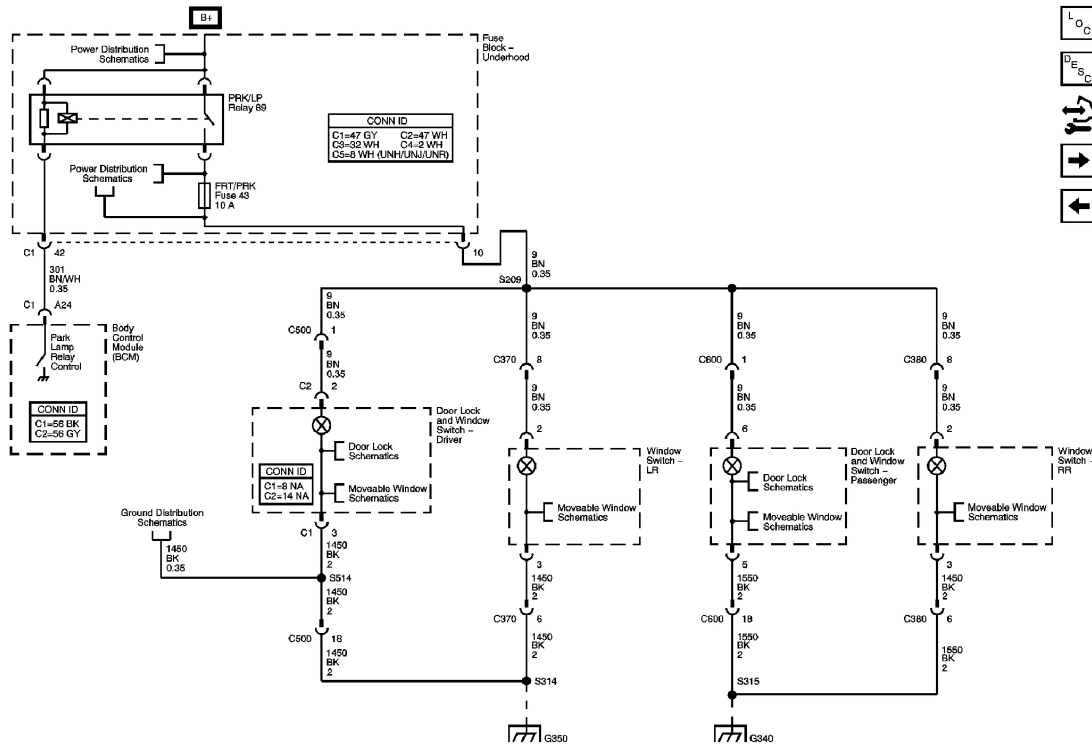 B+
Fuse
Block –
Underhood
Power Distribution
Schematics
PRK/LP
Relay 89
CONN ID
C1=47 GY C2=47 WH
C3=32 WH C4=2 WH
C5=8 WH (UNH/UNJ/UNR)
Power Distribution
Schematics
FRT/PRK
Fuse 43
10 A
C1 42
10
301
BN/WH
0.35
C1 A24
Park
Lamp
Relay
Control
Body
Control
Module
(BCM)
CONN ID
C1=56 BK
C2=56 GY
9
BN
0.35
S209
9
BN
0.35
9
BN
0.35
9
BN
0.35
9
BN
0.35
C500 1
C370 8
C600 1
C380 8
9
BN
0.35
9
BN
0.35
9
BN
0.35
9
BN
0.35
C2 2
2
6
2
Door Lock
and Window
Switch –
Driver
Door Lock
Schematics
CONN ID
C1=8 NA
C2=14 NA
Moveable Window
Schematics
Window
Switch –
LR
Moveable Window
Schematics
Door Lock
and Window
Switch –
Passenger
Door Lock
Schematics
Moveable Window
Schematics
Window
Switch –
RR
Moveable Window
Schematics
Ground Distribution
Schematics
1450
BK
0.35
C1 3
1450
BK
2
S514
1450
BK
2
C500 18
1450
BK
2
3
1450
BK
2
C370 6
1450
BK
2
S314
G350
5
1550
BK
2
C600 18
1550
BK
2
S315
G340
3
1450
BK
2
C380 6
1550
BK
2
LOC
DESC